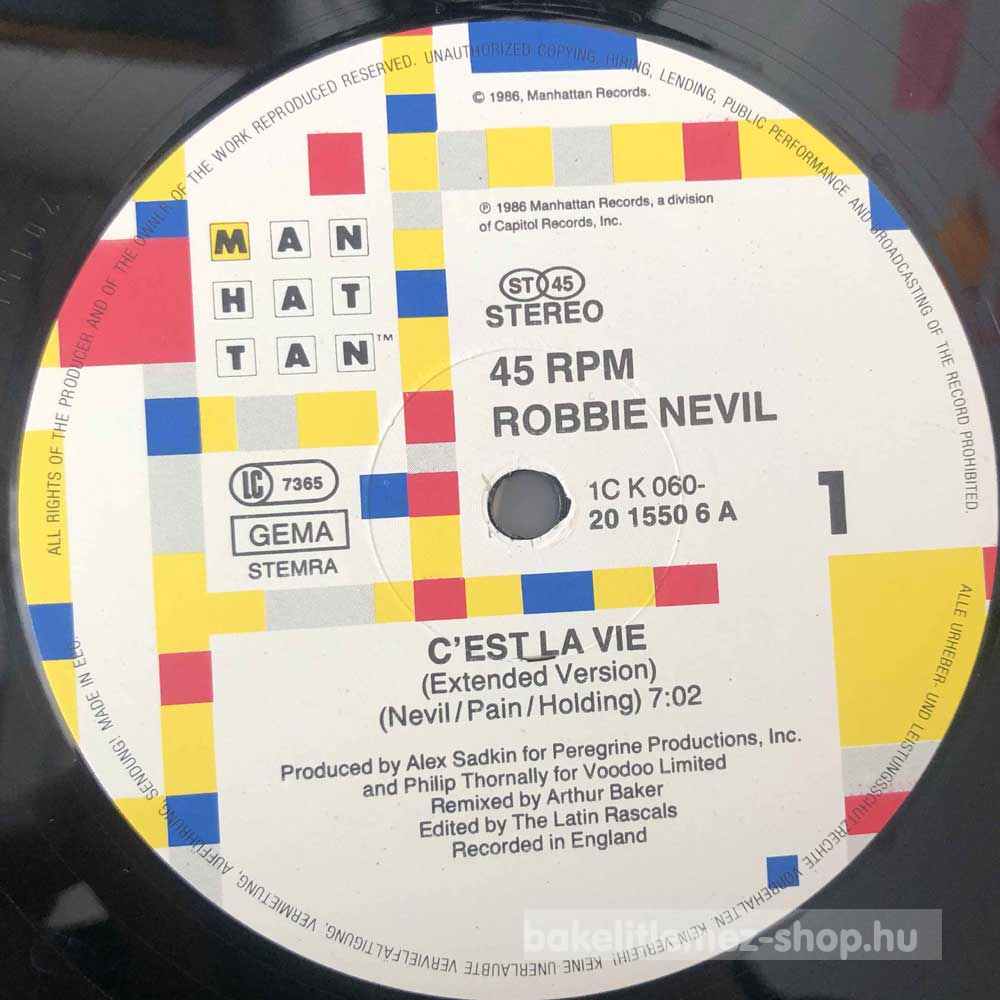 ALL RIGHTS OF THE PRODUCER AND OF THE OWNER OF THE WORK REPRODUCED RESERVED. UNAUTHORIZED COPYING, HIRING, LENDING, PUBLIC PERFORMANCE AND BROADCASTING OF THE RECORD PROHIBITED.
© 1986, Manhattan Records.
℗ 1986 Manhattan Records, a division
of Capitol Records, Inc.
MAN
HAT
TAN™
ST 45
STEREO
45 RPM
ROBBIE NEVIL
LC 7365
GEMA
STEMRA
1C K 060-
20 1550 6 A
1
C'EST LA VIE
(Extended Version)
(Nevil/Pain/Holding) 7:02
Produced by Alex Sadkin for Peregrine Productions, Inc.
and Philip Thornally for Voodoo Limited
Remixed by Arthur Baker
Edited by The Latin Rascals
Recorded in England
ALLE URHEBER- UND LEISTUNGSSCHUTZRECHTE VORBEHALTEN. KEIN VERLEIH! KEINE UNERLAUBTE VERVIELFÄLTIGUNG, VERMIETUNG, AUFFÜHRUNG, SENDUNG! MADE IN EEC.
bakelitlemez-shop.hu